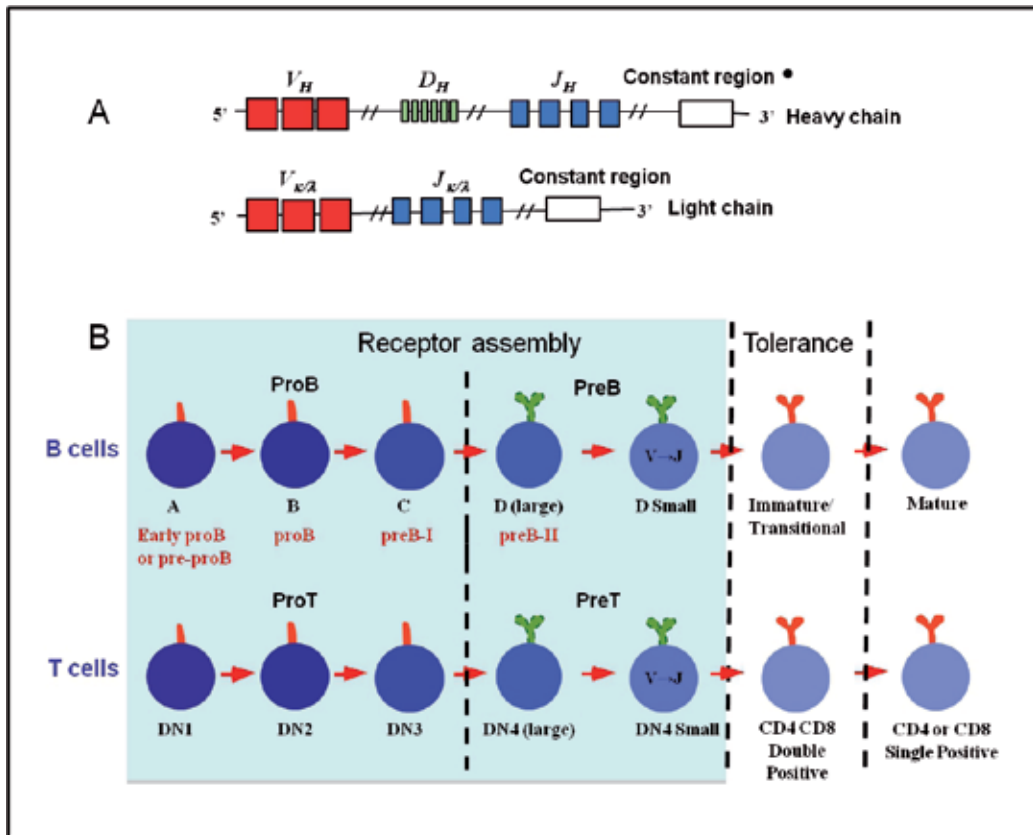 A
V_H
D_H
J_H
Constant region •
5’
//
//
//
3’
Heavy chain
V_κ/λ
J_κ/λ
Constant region
5’
//
//
3’
Light chain
B
Receptor assembly
Tolerance
ProB
PreB
B cells
V→J
A
B
C
D (large)
D Small
Immature/
Transitional
Mature
Early proB
or pre-proB
proB
preB-I
preB-II
ProT
PreT
T cells
V→J
DN1
DN2
DN3
DN4 (large)
DN4 Small
CD4 CD8
Double
Positive
CD4 or CD8
Single Positive